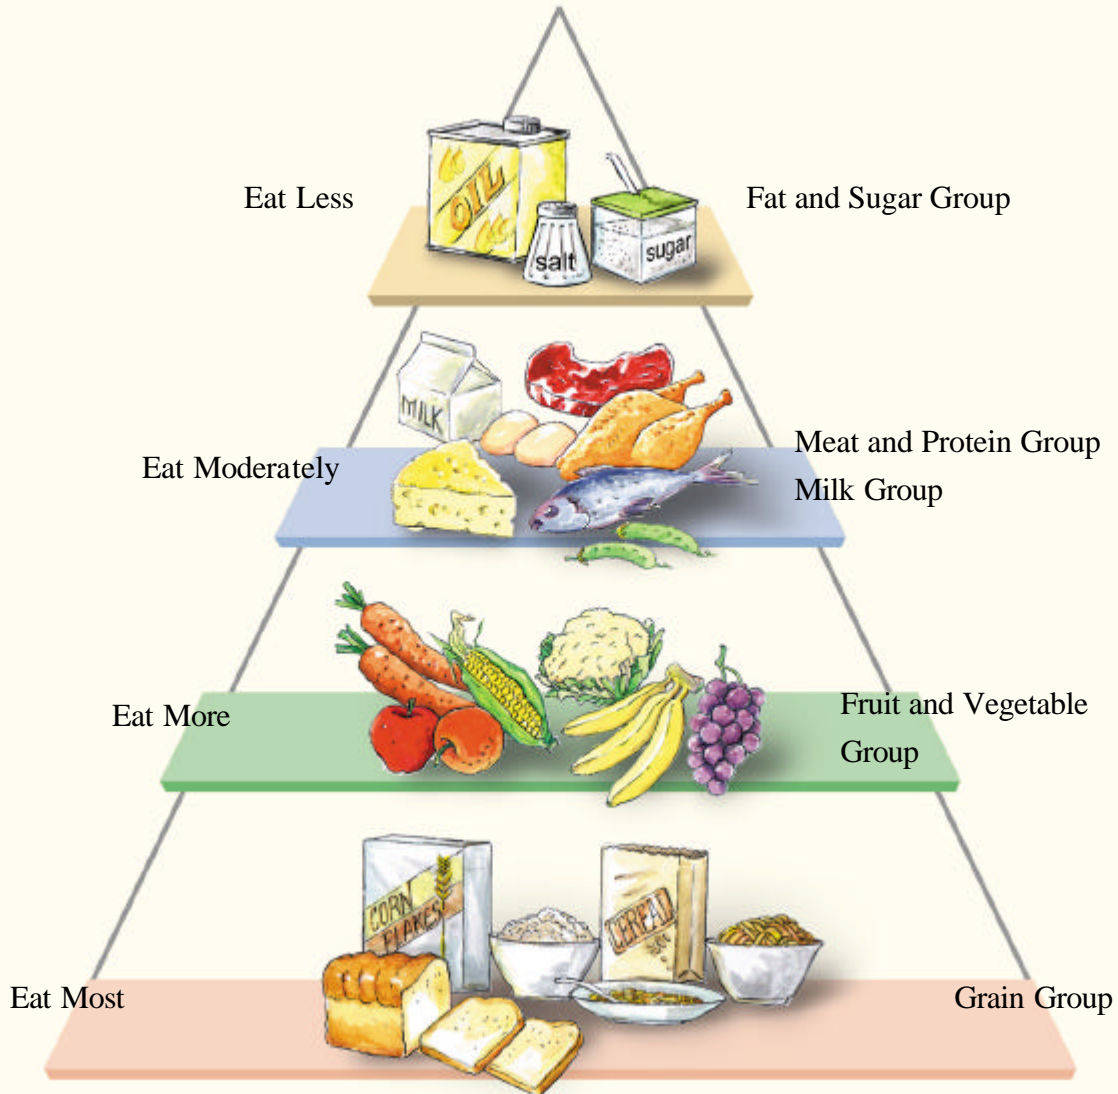 OIL
Eat Less
Fat and Sugar Group
salt
sugar
MILK
Eat Moderately
Meat and Protein Group
Milk Group
Eat More
Fruit and Vegetable
Group
CORN
FLAKES
CEREAL
Eat Most
Grain Group